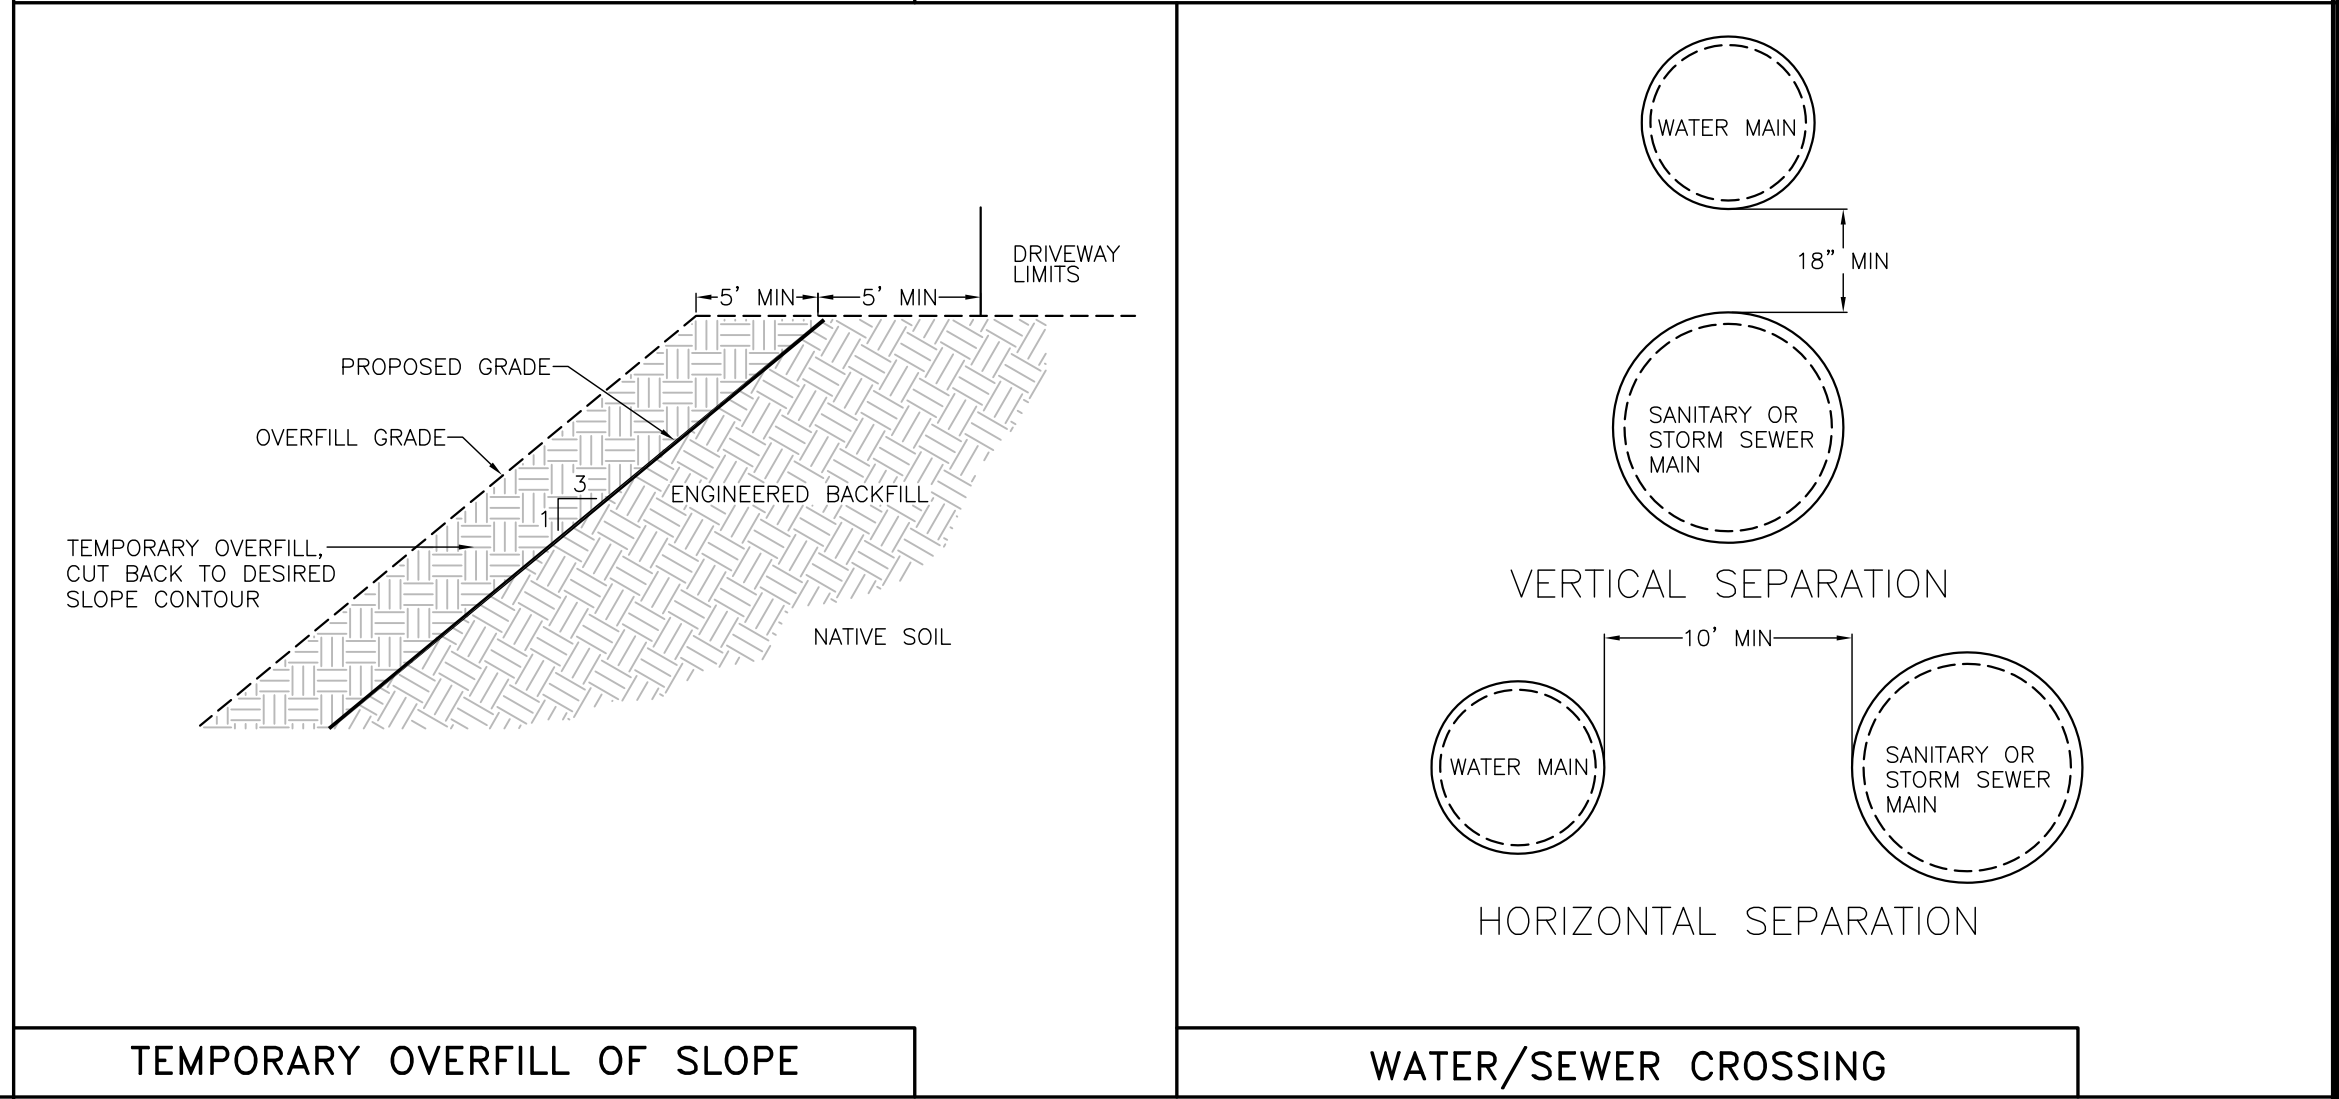 DRIVEWAY
LIMITS
5' MIN
5' MIN
PROPOSED GRADE
OVERFILL GRADE
3
1
ENGINEERED BACKFILL
TEMPORARY OVERFILL,
CUT BACK TO DESIRED
SLOPE CONTOUR
NATIVE SOIL
TEMPORARY OVERFILL OF SLOPE
WATER MAIN
18" MIN
SANITARY OR
STORM SEWER
MAIN
VERTICAL SEPARATION
10' MIN
WATER MAIN
SANITARY OR
STORM SEWER
MAIN
HORIZONTAL SEPARATION
WATER/SEWER CROSSING